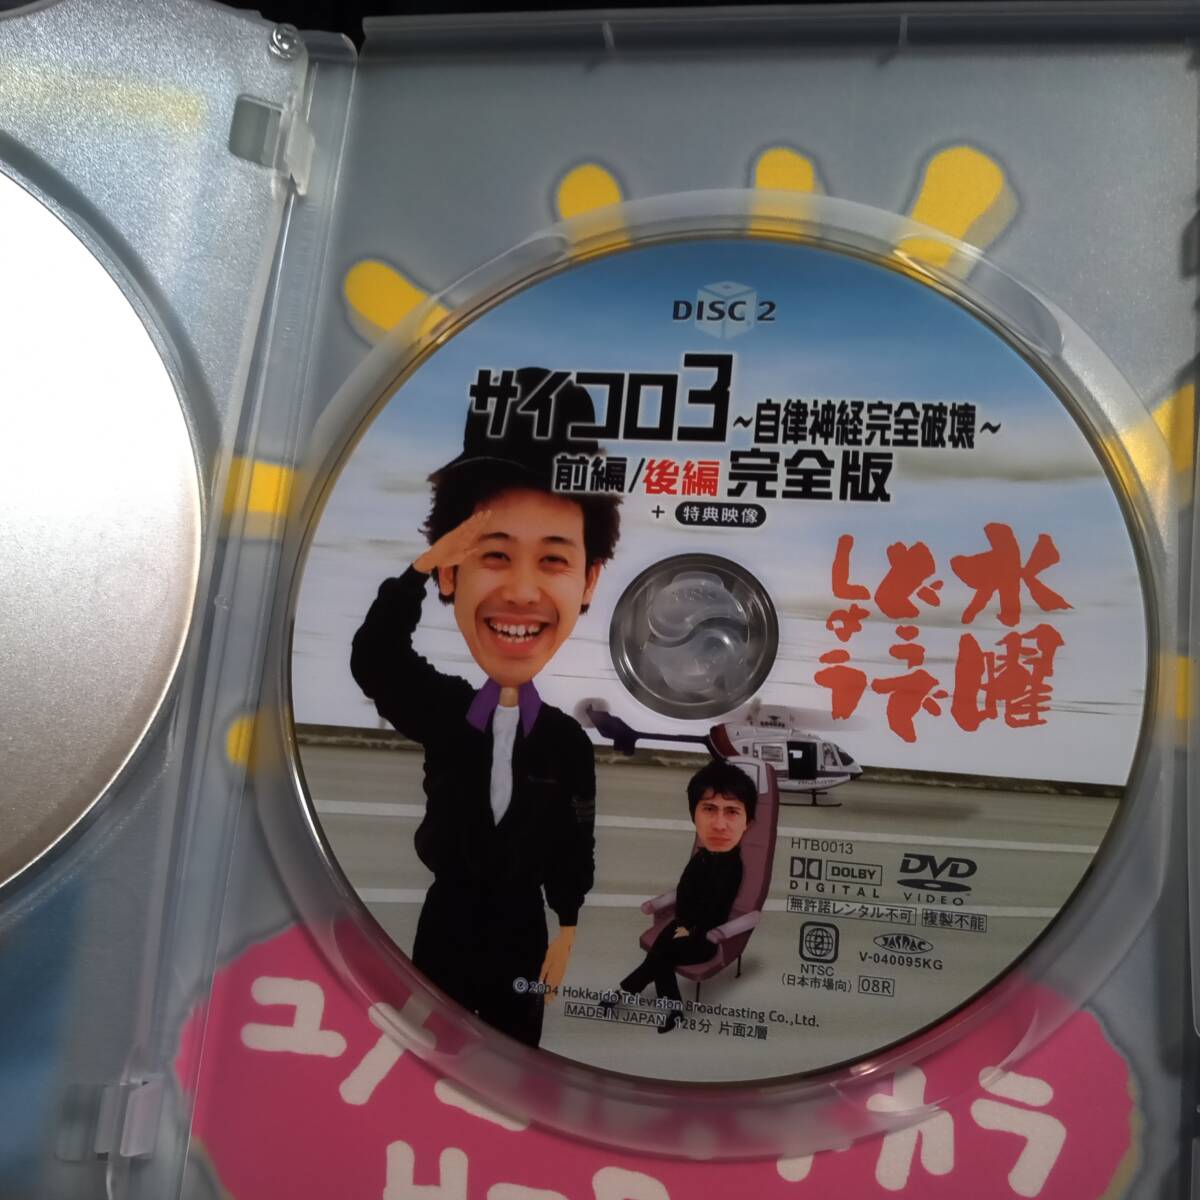 DISC 2
サイコロ3
～自律神経完全破壊～
前編/後編 完全版
+ 特典映像
水曜
どうで
しょう
HTB0013
DOLBY
DIGITAL
DVD
VIDEO
無許諾レンタル不可 複製不能
2
NTSC
(日本市場向)
JASRAC
V-040095KG
08R
© 2004 Hokkaido Television Broadcasting Co.,Ltd.
MADE IN JAPAN 128分 片面2層